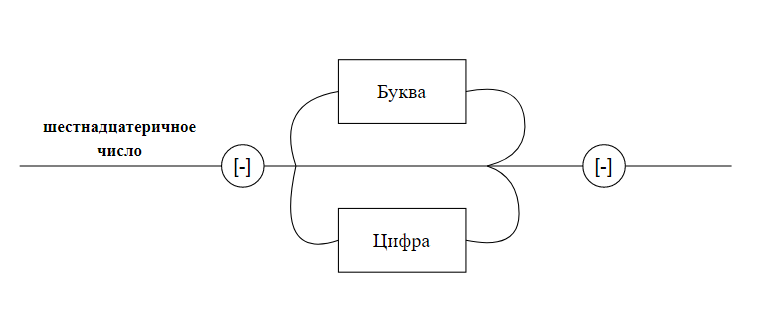 Буква
шестнадцатеричное
число
[-]
[-]
Цифра